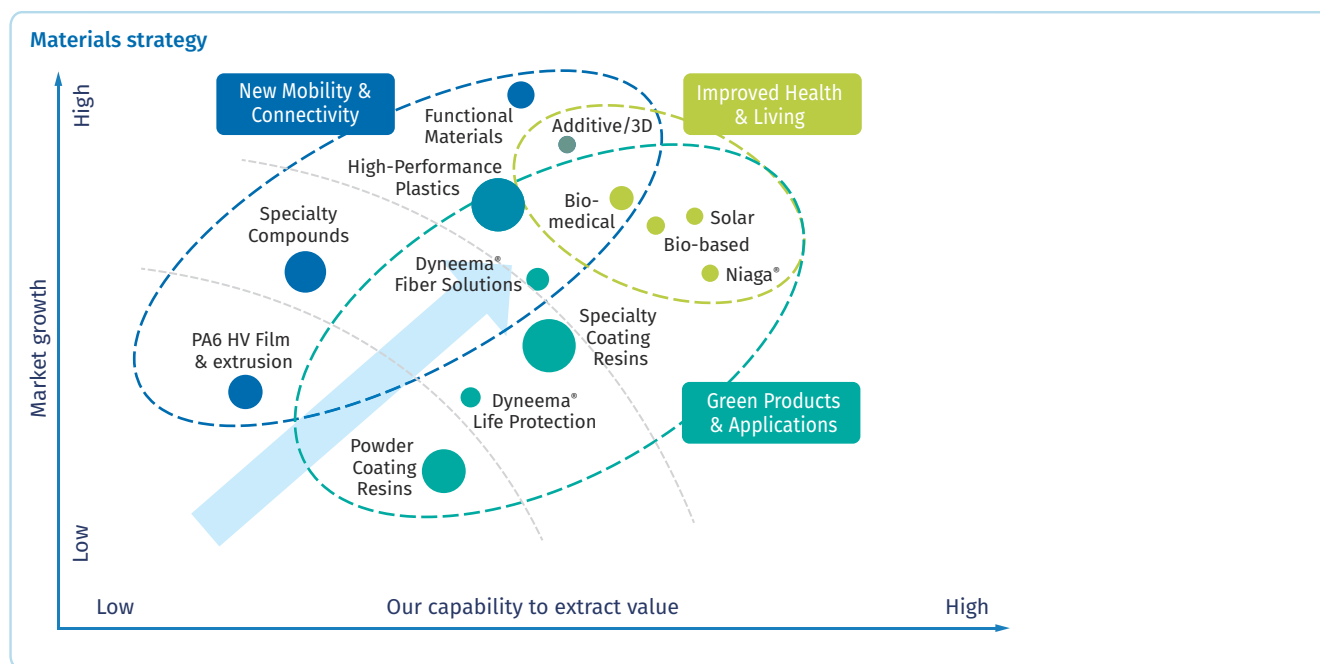 Materials strategy
High
New Mobility &
Connectivity
Functional
Materials
Improved Health
& Living
Additive/3D
High-Performance
Plastics
Bio-
medical
Solar
Bio-based
Niaga®
Specialty
Compounds
Dyneema®
Fiber Solutions
Specialty
Coating
Resins
PA6 HV Film
& extrusion
Market growth
Dyneema®
Life Protection
Green Products
& Applications
Powder
Coating
Resins
Low
Low
Our capability to extract value
High